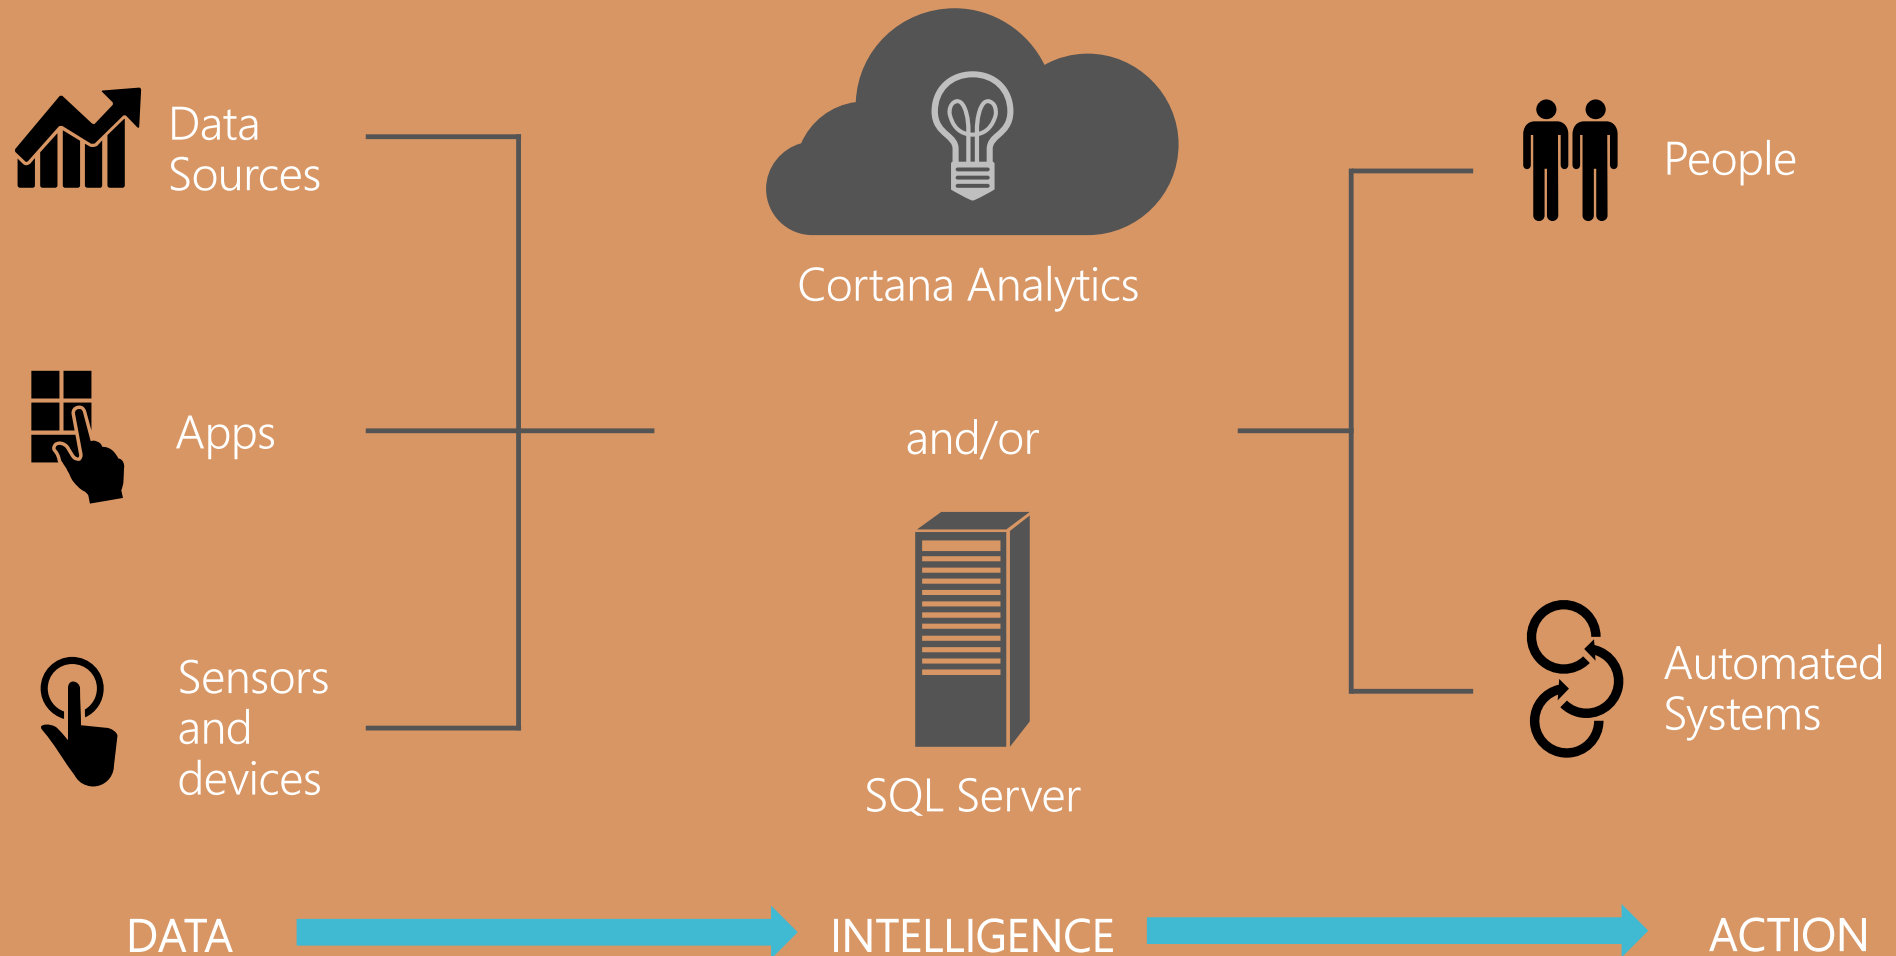 Data
Sources
Apps
Sensors
and
devices
Cortana Analytics
and/or
SQL Server
People
Automated
Systems
DATA
INTELLIGENCE
ACTION